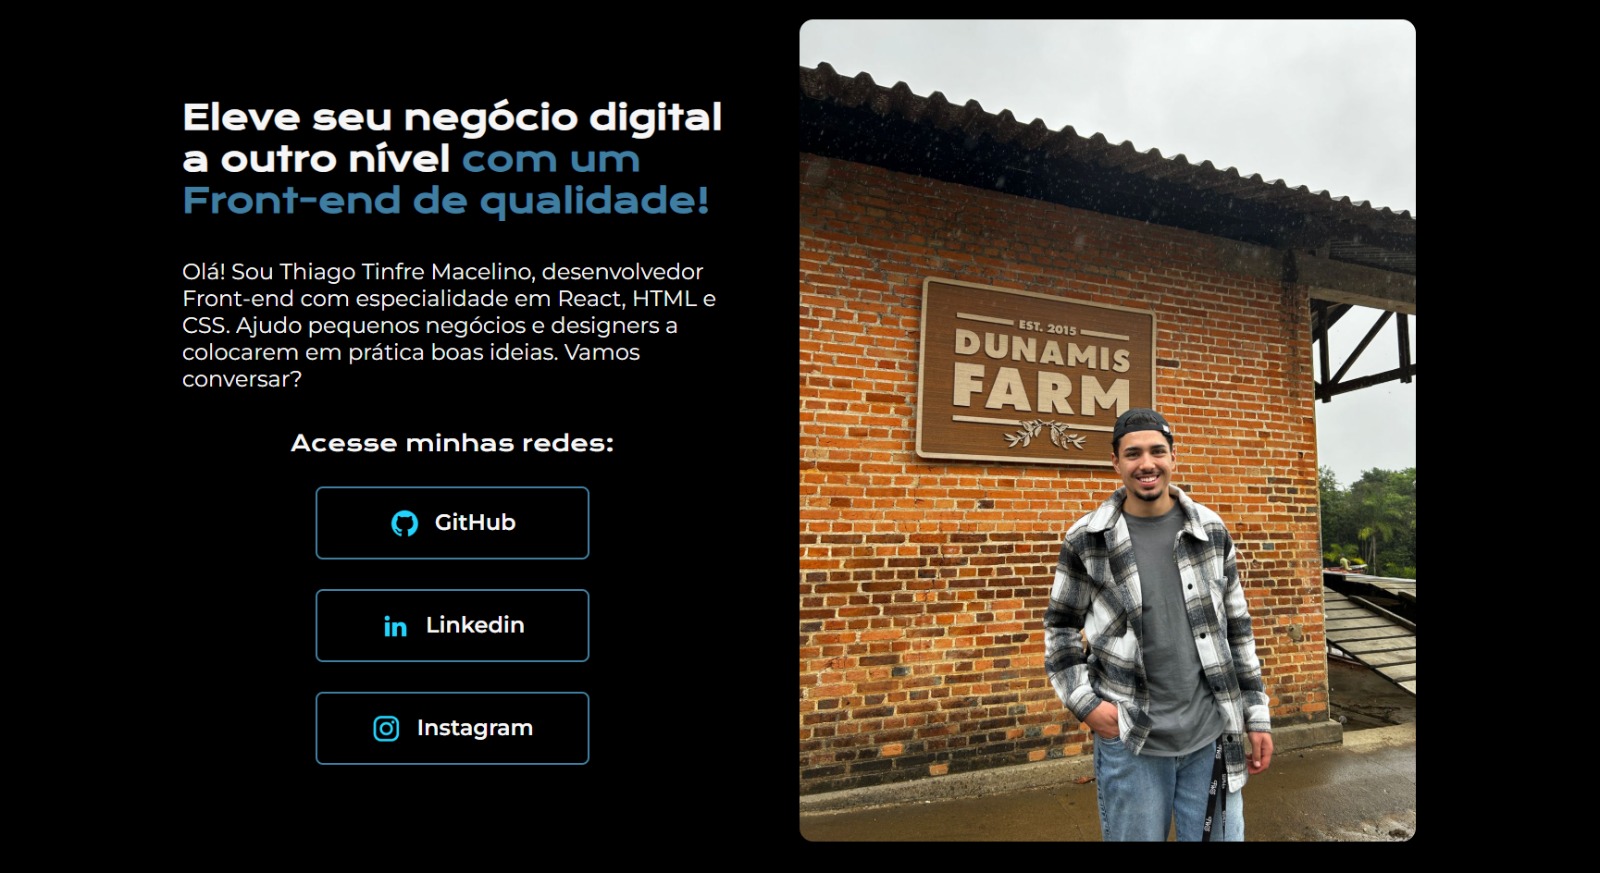 Eleve seu negócio digital
a outro nível com um
Front-end de qualidade!
Olá! Sou Thiago Tinfre Macelino, desenvolvedor
Front-end com especialidade em React, HTML e
CSS. Ajudo pequenos negócios e designers a
colocarem em prática boas ideias. Vamos
conversar?
Acesse minhas redes:
GitHub
Linkedin
Instagram
EST. 2015
DUNAMIS
FARM